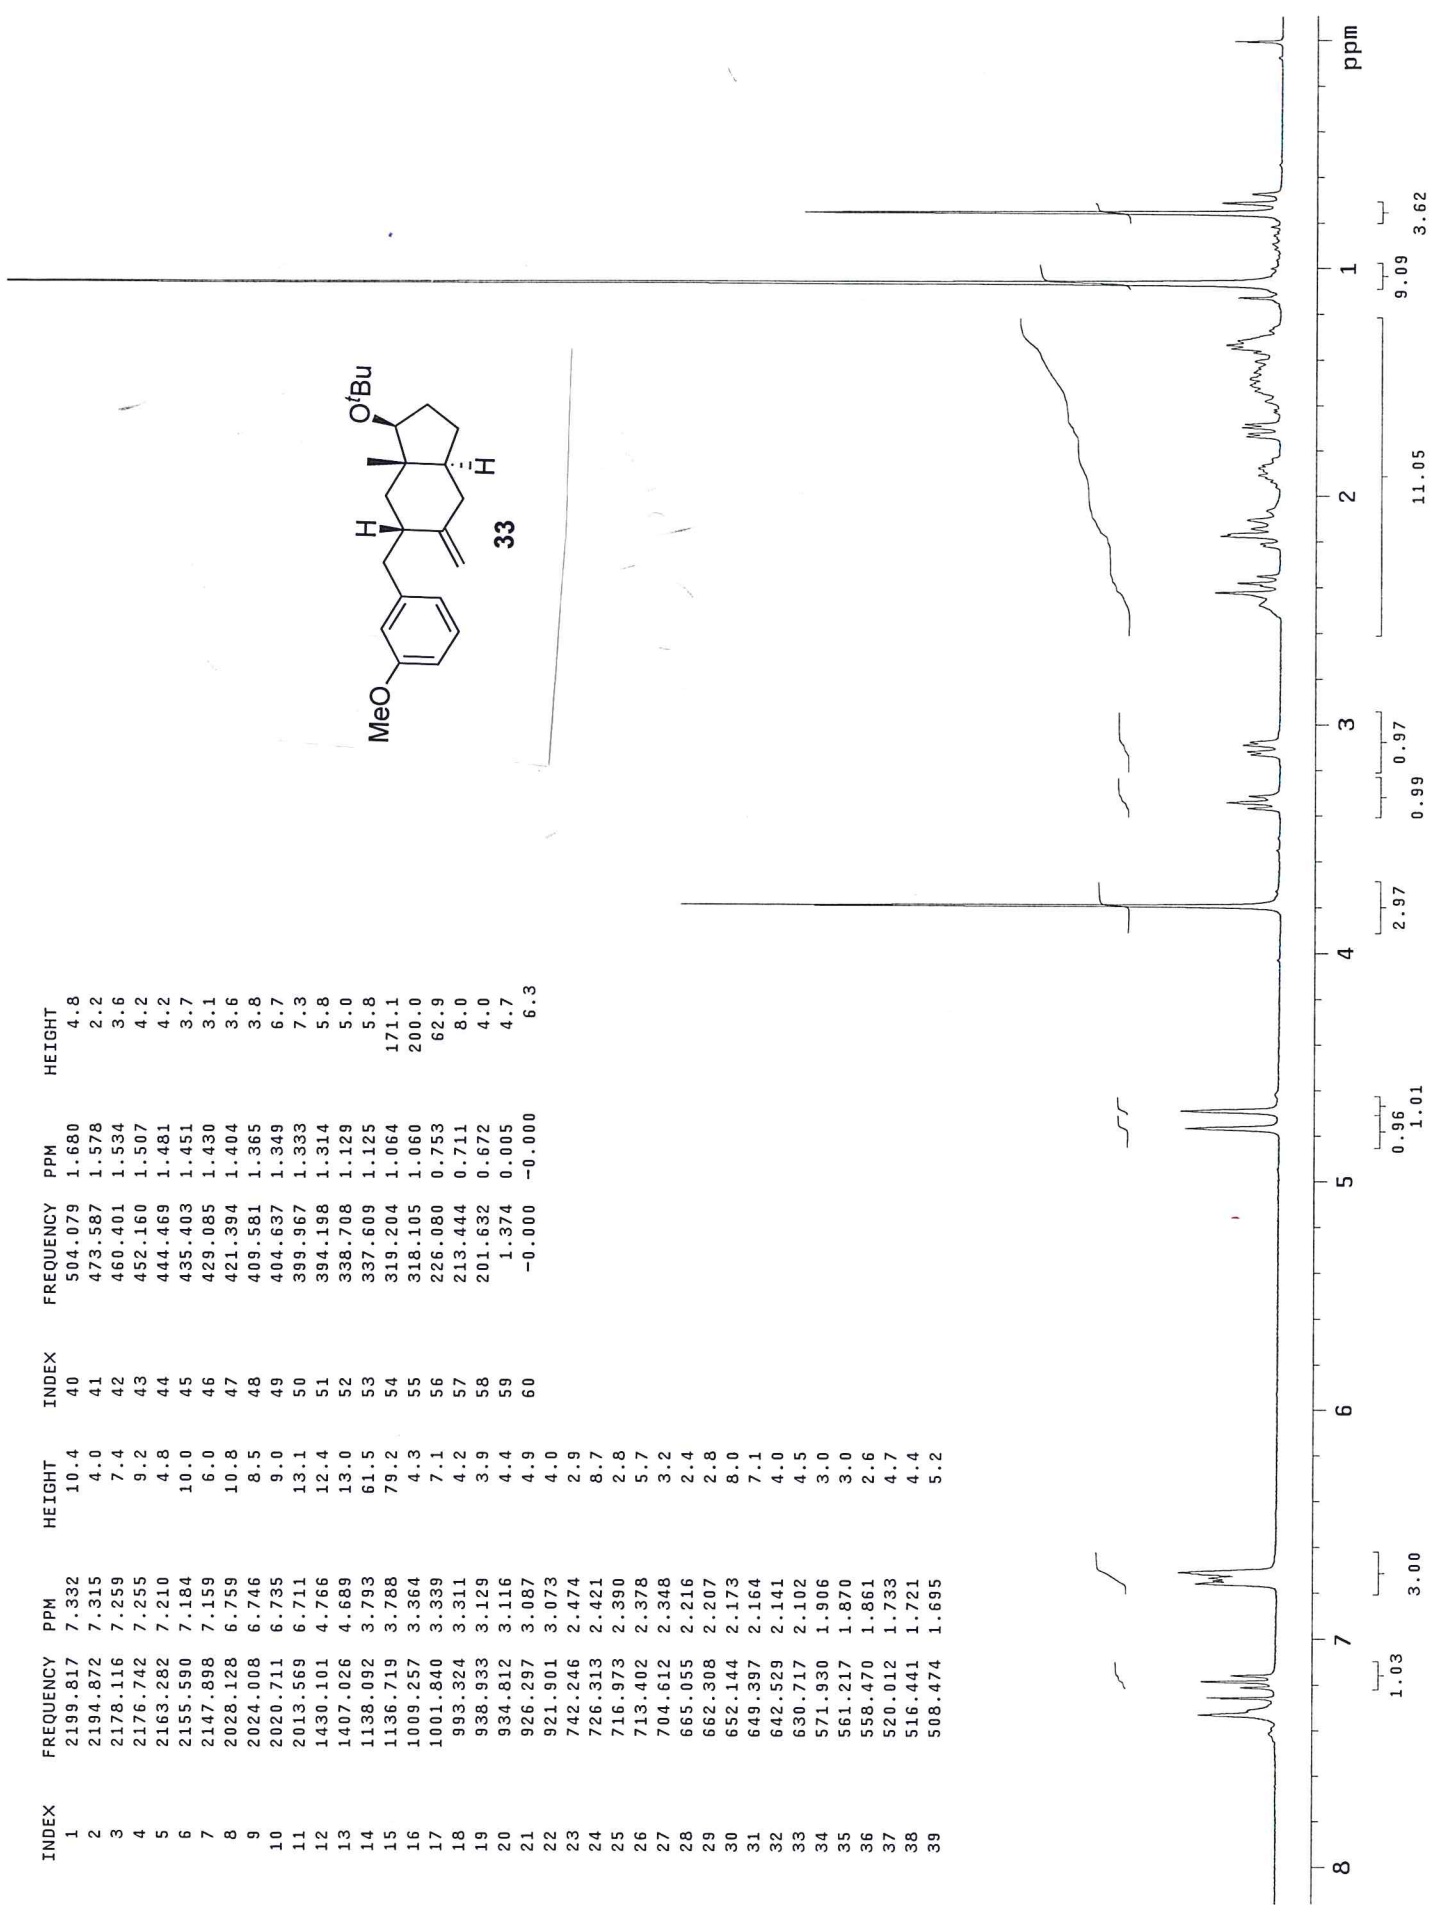 INDEX FREQUENCY PPM HEIGHT INDEX FREQUENCY PPM HEIGHT
1 2199.817 7.332 10.4 40 504.079 1.680 4.8
2 2194.872 7.315 4.0 41 473.587 1.578 2.2
3 2178.116 7.259 7.4 42 460.401 1.534 3.6
4 2176.742 7.255 9.2 43 452.160 1.507 4.2
5 2163.282 7.210 4.8 44 444.469 1.481 4.2
6 2155.590 7.184 10.0 45 435.403 1.451 3.7
7 2147.898 7.159 6.0 46 429.085 1.430 3.1
8 2028.128 6.759 10.8 47 421.394 1.404 3.6
9 2024.008 6.746 8.5 48 409.581 1.365 3.8
10 2020.711 6.735 9.0 49 404.637 1.349 6.7
11 2013.569 6.711 13.1 50 399.967 1.333 7.3
12 1430.101 4.766 12.4 51 394.198 1.314 5.8
13 1407.026 4.689 13.0 52 338.708 1.129 5.0
14 1138.092 3.793 61.5 53 337.609 1.125 5.8
15 1136.719 3.788 79.2 54 319.204 1.064 171.1
16 1009.257 3.364 4.3 55 318.105 1.060 200.0
17 1001.840 3.339 7.1 56 226.080 0.753 62.9
18 993.324 3.311 4.2 57 213.444 0.711 8.0
19 938.933 3.129 3.9 58 201.632 0.672 4.0
20 934.812 3.116 4.4 59 1.374 0.005 4.7
21 926.297 3.087 4.9 60 -0.000 -0.000 6.3
22 921.901 3.073 4.0
23 742.246 2.474 2.9
24 726.313 2.421 8.7
25 716.973 2.390 2.8
26 713.402 2.378 5.7
27 704.612 2.348 3.2
28 665.055 2.216 2.4
29 662.308 2.207 2.8
30 652.144 2.173 8.0
31 649.397 2.164 7.1
32 642.529 2.141 4.0
33 630.717 2.102 4.5
34 571.930 1.906 3.0
35 561.217 1.870 3.0
36 558.470 1.861 2.6
37 520.012 1.733 4.7
38 516.441 1.721 4.4
39 508.474 1.695 5.2
MeO
H
O<sup>t</sup>Bu
H
33
8 7 6 5 4 3 2 1 ppm
1.03 3.00 0.96 1.01 2.97 0.99 0.97 11.05 9.09 3.62